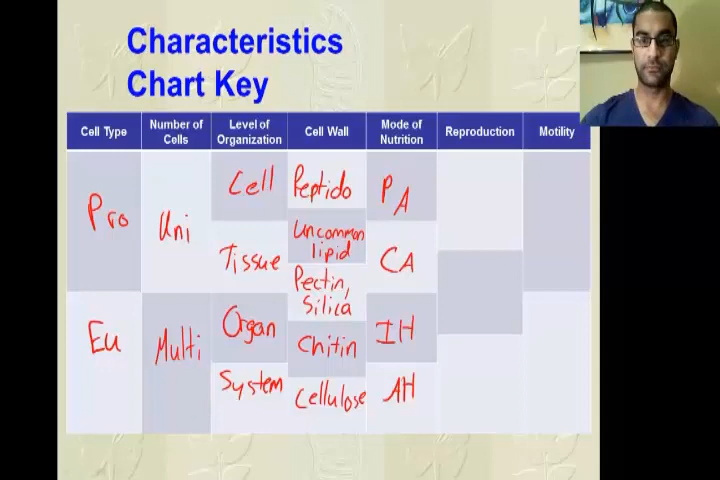 Characteristics
Chart Key
Cell Type
Number of
Cells
Level of
Organization
Cell Wall
Mode of
Nutrition
Reproduction
Motility
Pro
Eu
Uni
Multi
Cell
Tissue
Organ
System
Peptido
Uncommon
lipid
Pectin,
Silica
Chitin
Cellulose
PA
CA
IH
AH